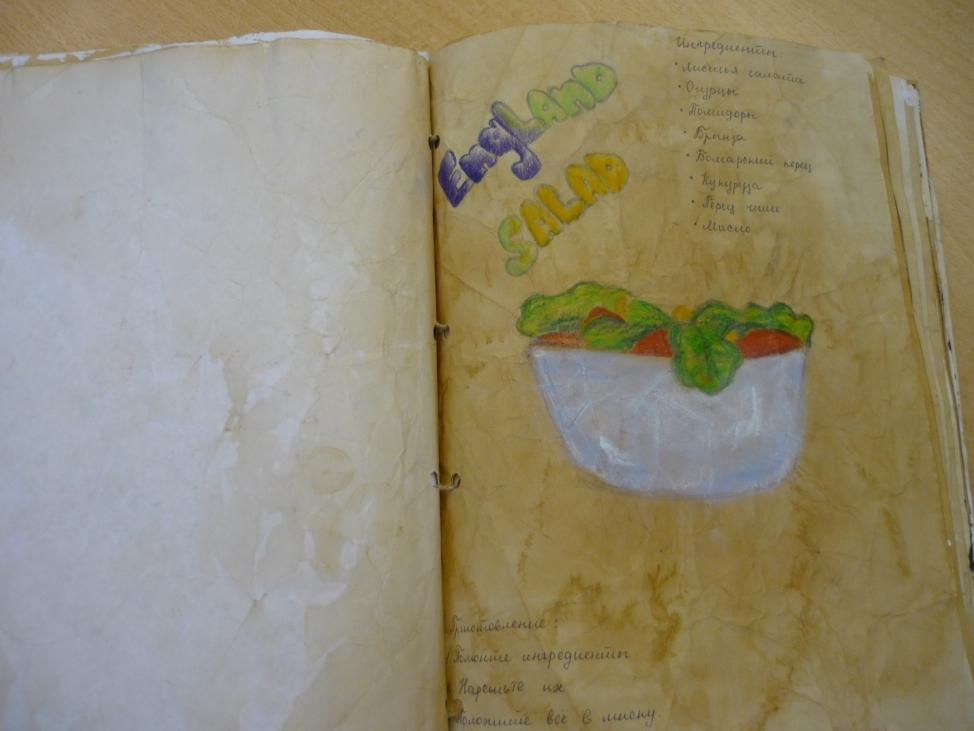 EngLAND
SALAD
Ингредиенты
• Листья салата
• Огурцы
• Помидоры
• Брынза
• Болгарский перец
• Кукуруза
• Перец чили
• Масло
Приготовление:
Помойте ингредиенты
Нарежьте их
Положите всё в миску.